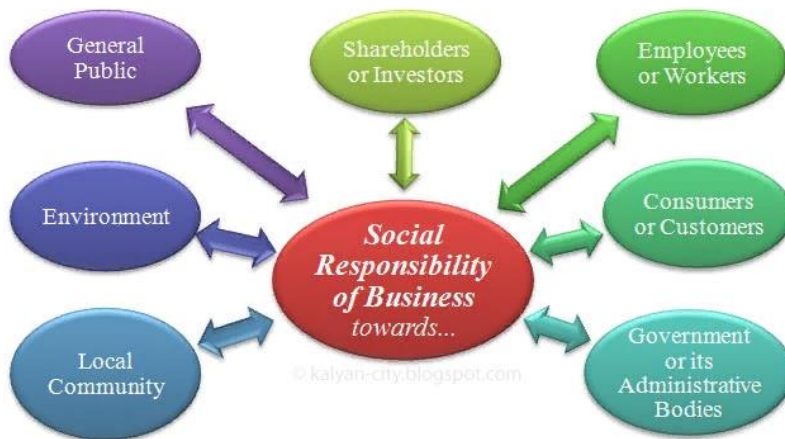 General
Public
Shareholders
or Investors
Employees
or Workers
Environment
Social
Responsibility
of Business
towards...
Consumers
or Customers
Local
Community
Government
or its
Administrative
Bodies
© kalyan-city.blogspot.com